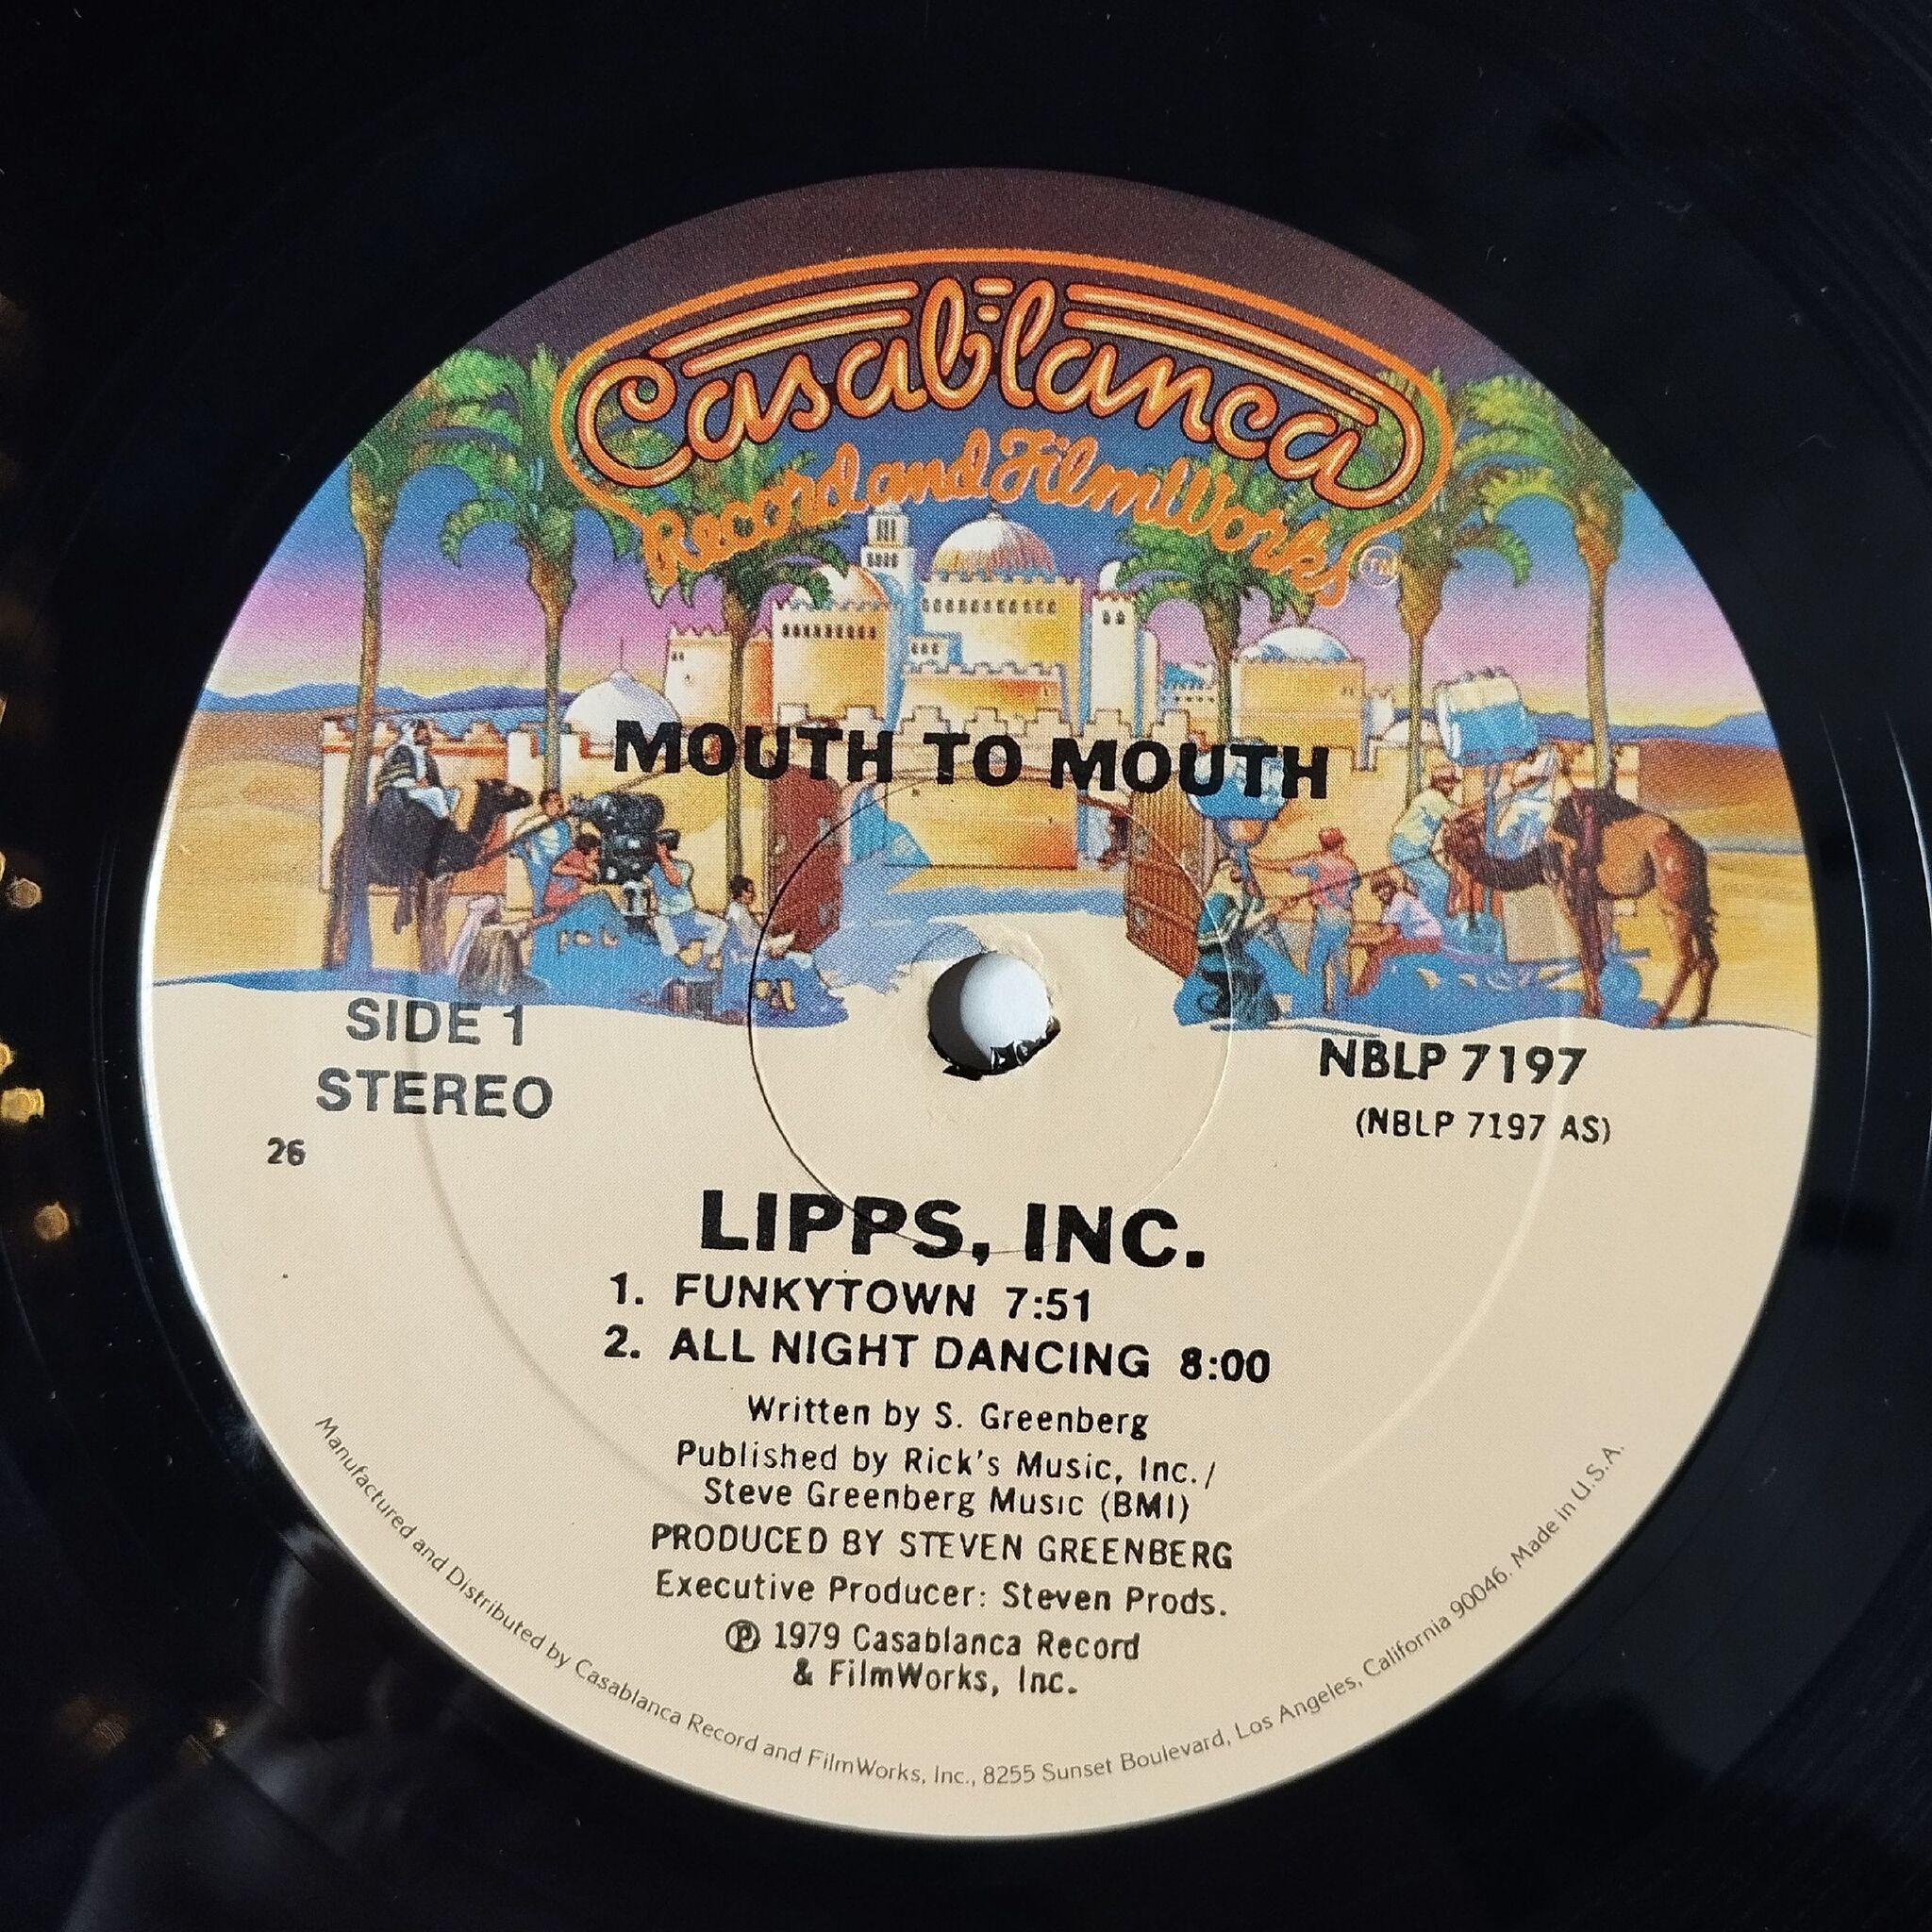 Casablanca
Record and FilmWorks
TM
MOUTH TO MOUTH
SIDE 1
STEREO
26
NBLP 7197
(NBLP 7197 AS)
LIPPS, INC.
1. FUNKYTOWN 7:51
2. ALL NIGHT DANCING 8:00
Written by S. Greenberg
Published by Rick's Music, Inc./
Steve Greenberg Music (BMI)
PRODUCED BY STEVEN GREENBERG
Executive Producer: Steven Prods.
℗ 1979 Casablanca Record
& FilmWorks, Inc.
Manufactured and Distributed by Casablanca Record and FilmWorks, Inc., 8255 Sunset Boulevard, Los Angeles, California 90046. Made in U.S.A.